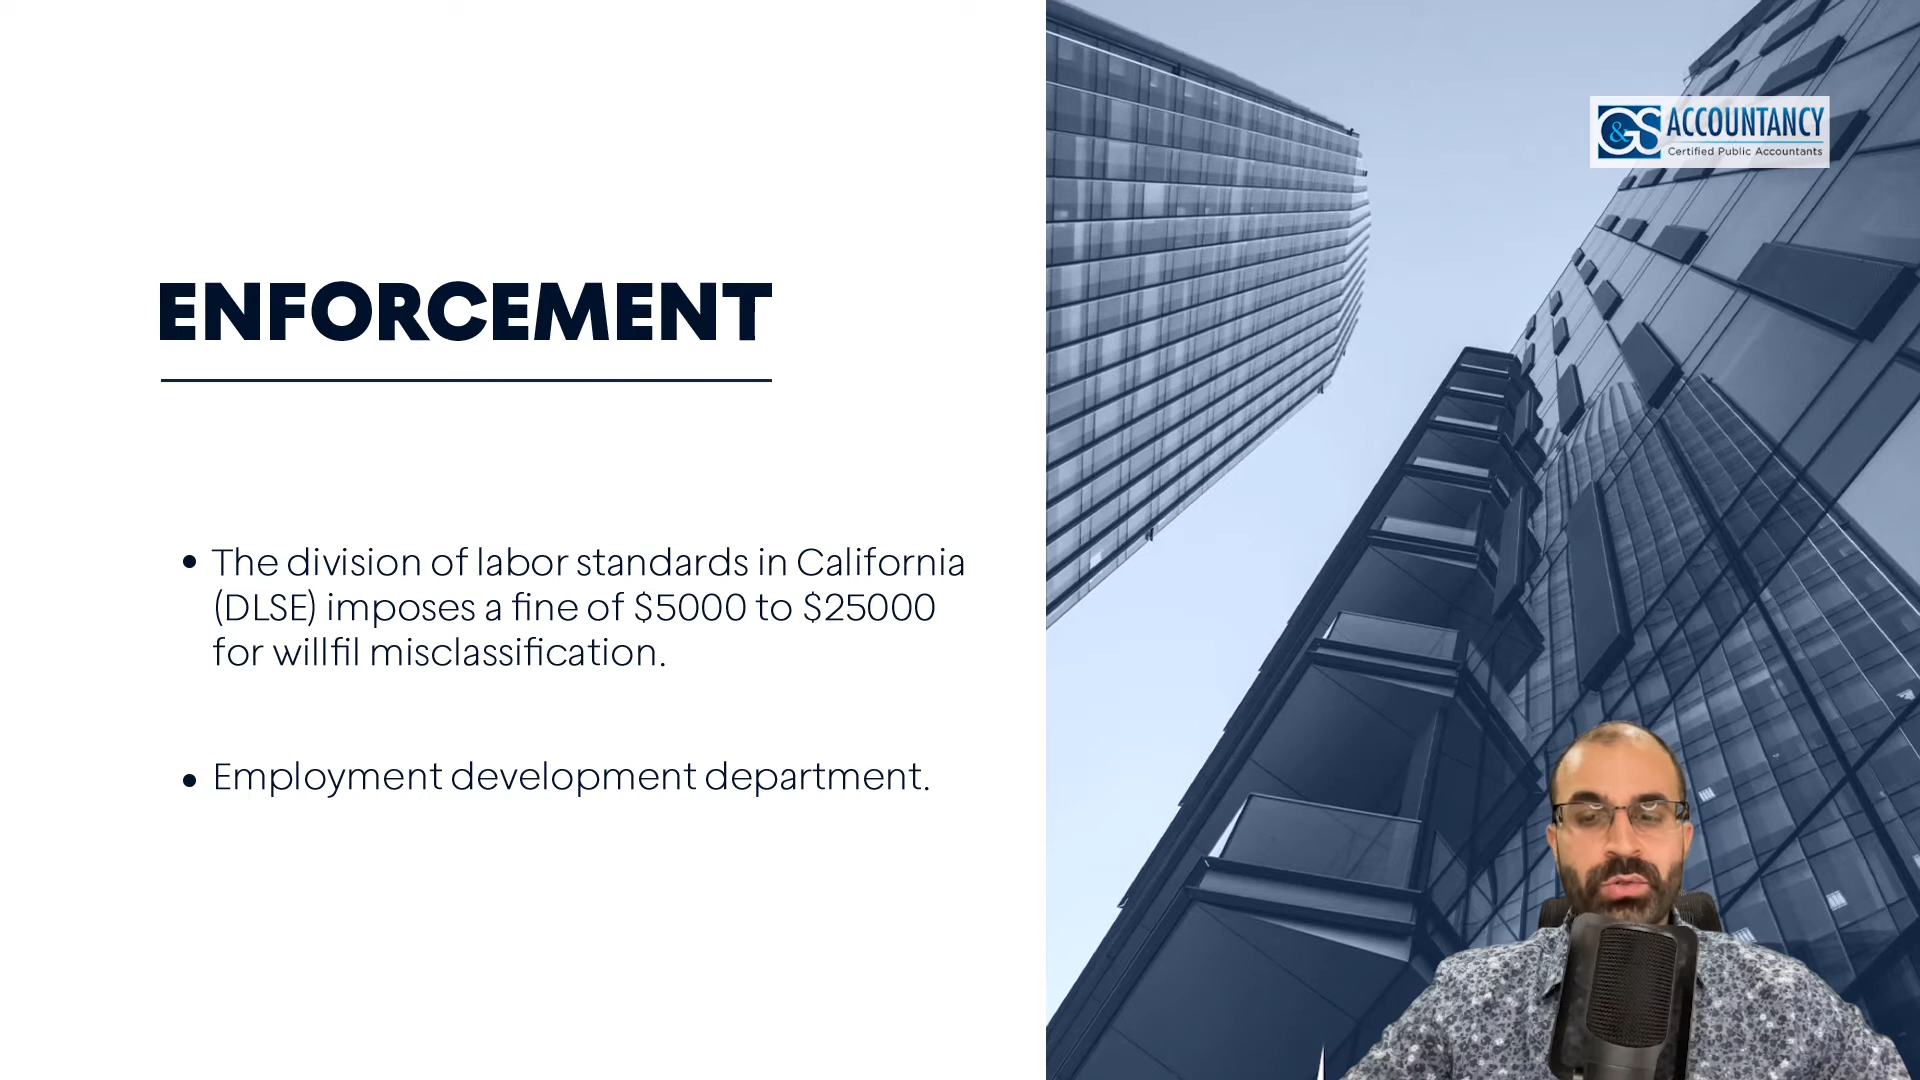 G&S ACCOUNTANCY
Certified Public Accountants
ENFORCEMENT
• The division of labor standards in California
(DLSE) imposes a fine of $5000 to $25000
for willfil misclassification.
• Employment development department.